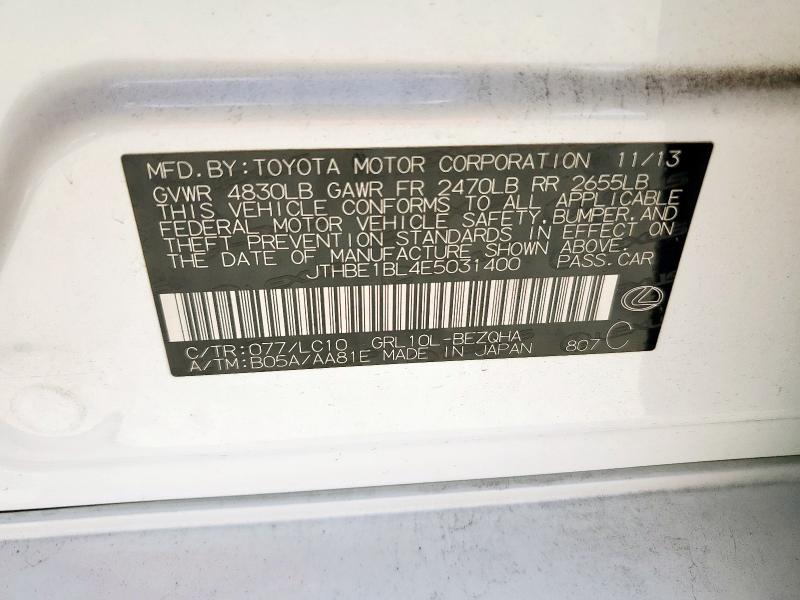 MFD.BY:TOYOTA MOTOR CORPORATION 11/13
GVWR 4830LB GAWR FR 2470LB RR 2655LB
THIS VEHICLE CONFORMS TO ALL APPLICABLE
FEDERAL MOTOR VEHICLE SAFETY,BUMPER,AND
THEFT PREVENTION STANDARDS IN EFFECT ON
THE DATE OF MANUFACTURE SHOWN ABOVE.
JTHBE1BL4E5031400 PASS.CAR
C/TR:077/LC10 GRL10L-BEZQHA
A/TM:B05A/AA81E MADE IN JAPAN 807 C